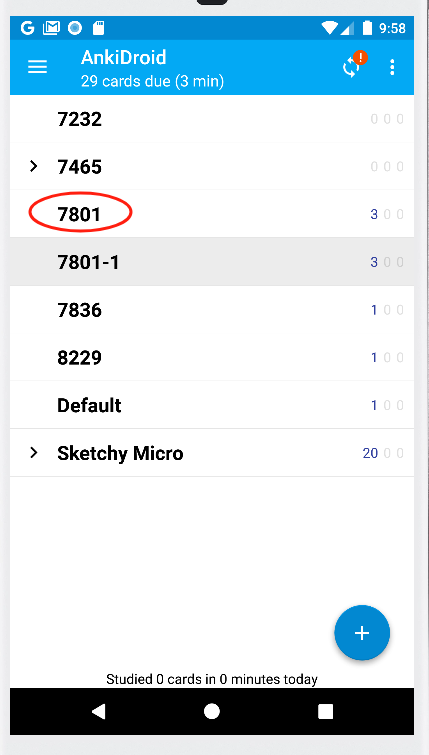 G 9:58
AnkiDroid
29 cards due (3 min)
!
7232 0 0 0
7465 0 0 0
7801 3 0 0
7801-1 3 0 0
7836 1 0 0
8229 1 0 0
Default 1 0 0
Sketchy Micro 20 0 0
+
Studied 0 cards in 0 minutes today